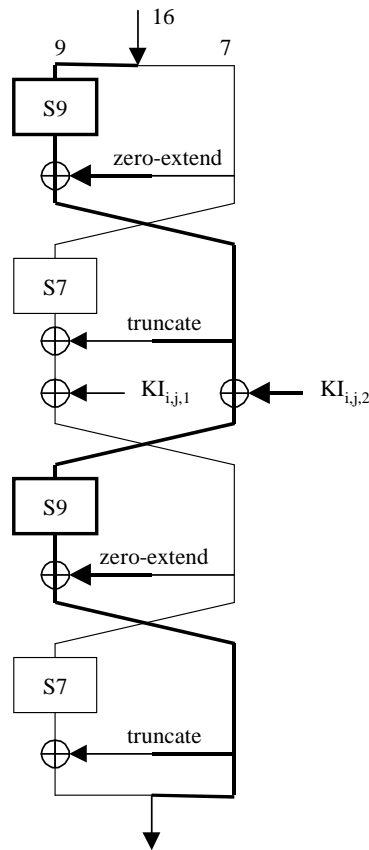 16
9 7
S9
zero-extend
S7
truncate
KI_{i,j,1} KI_{i,j,2}
S9
zero-extend
S7
truncate